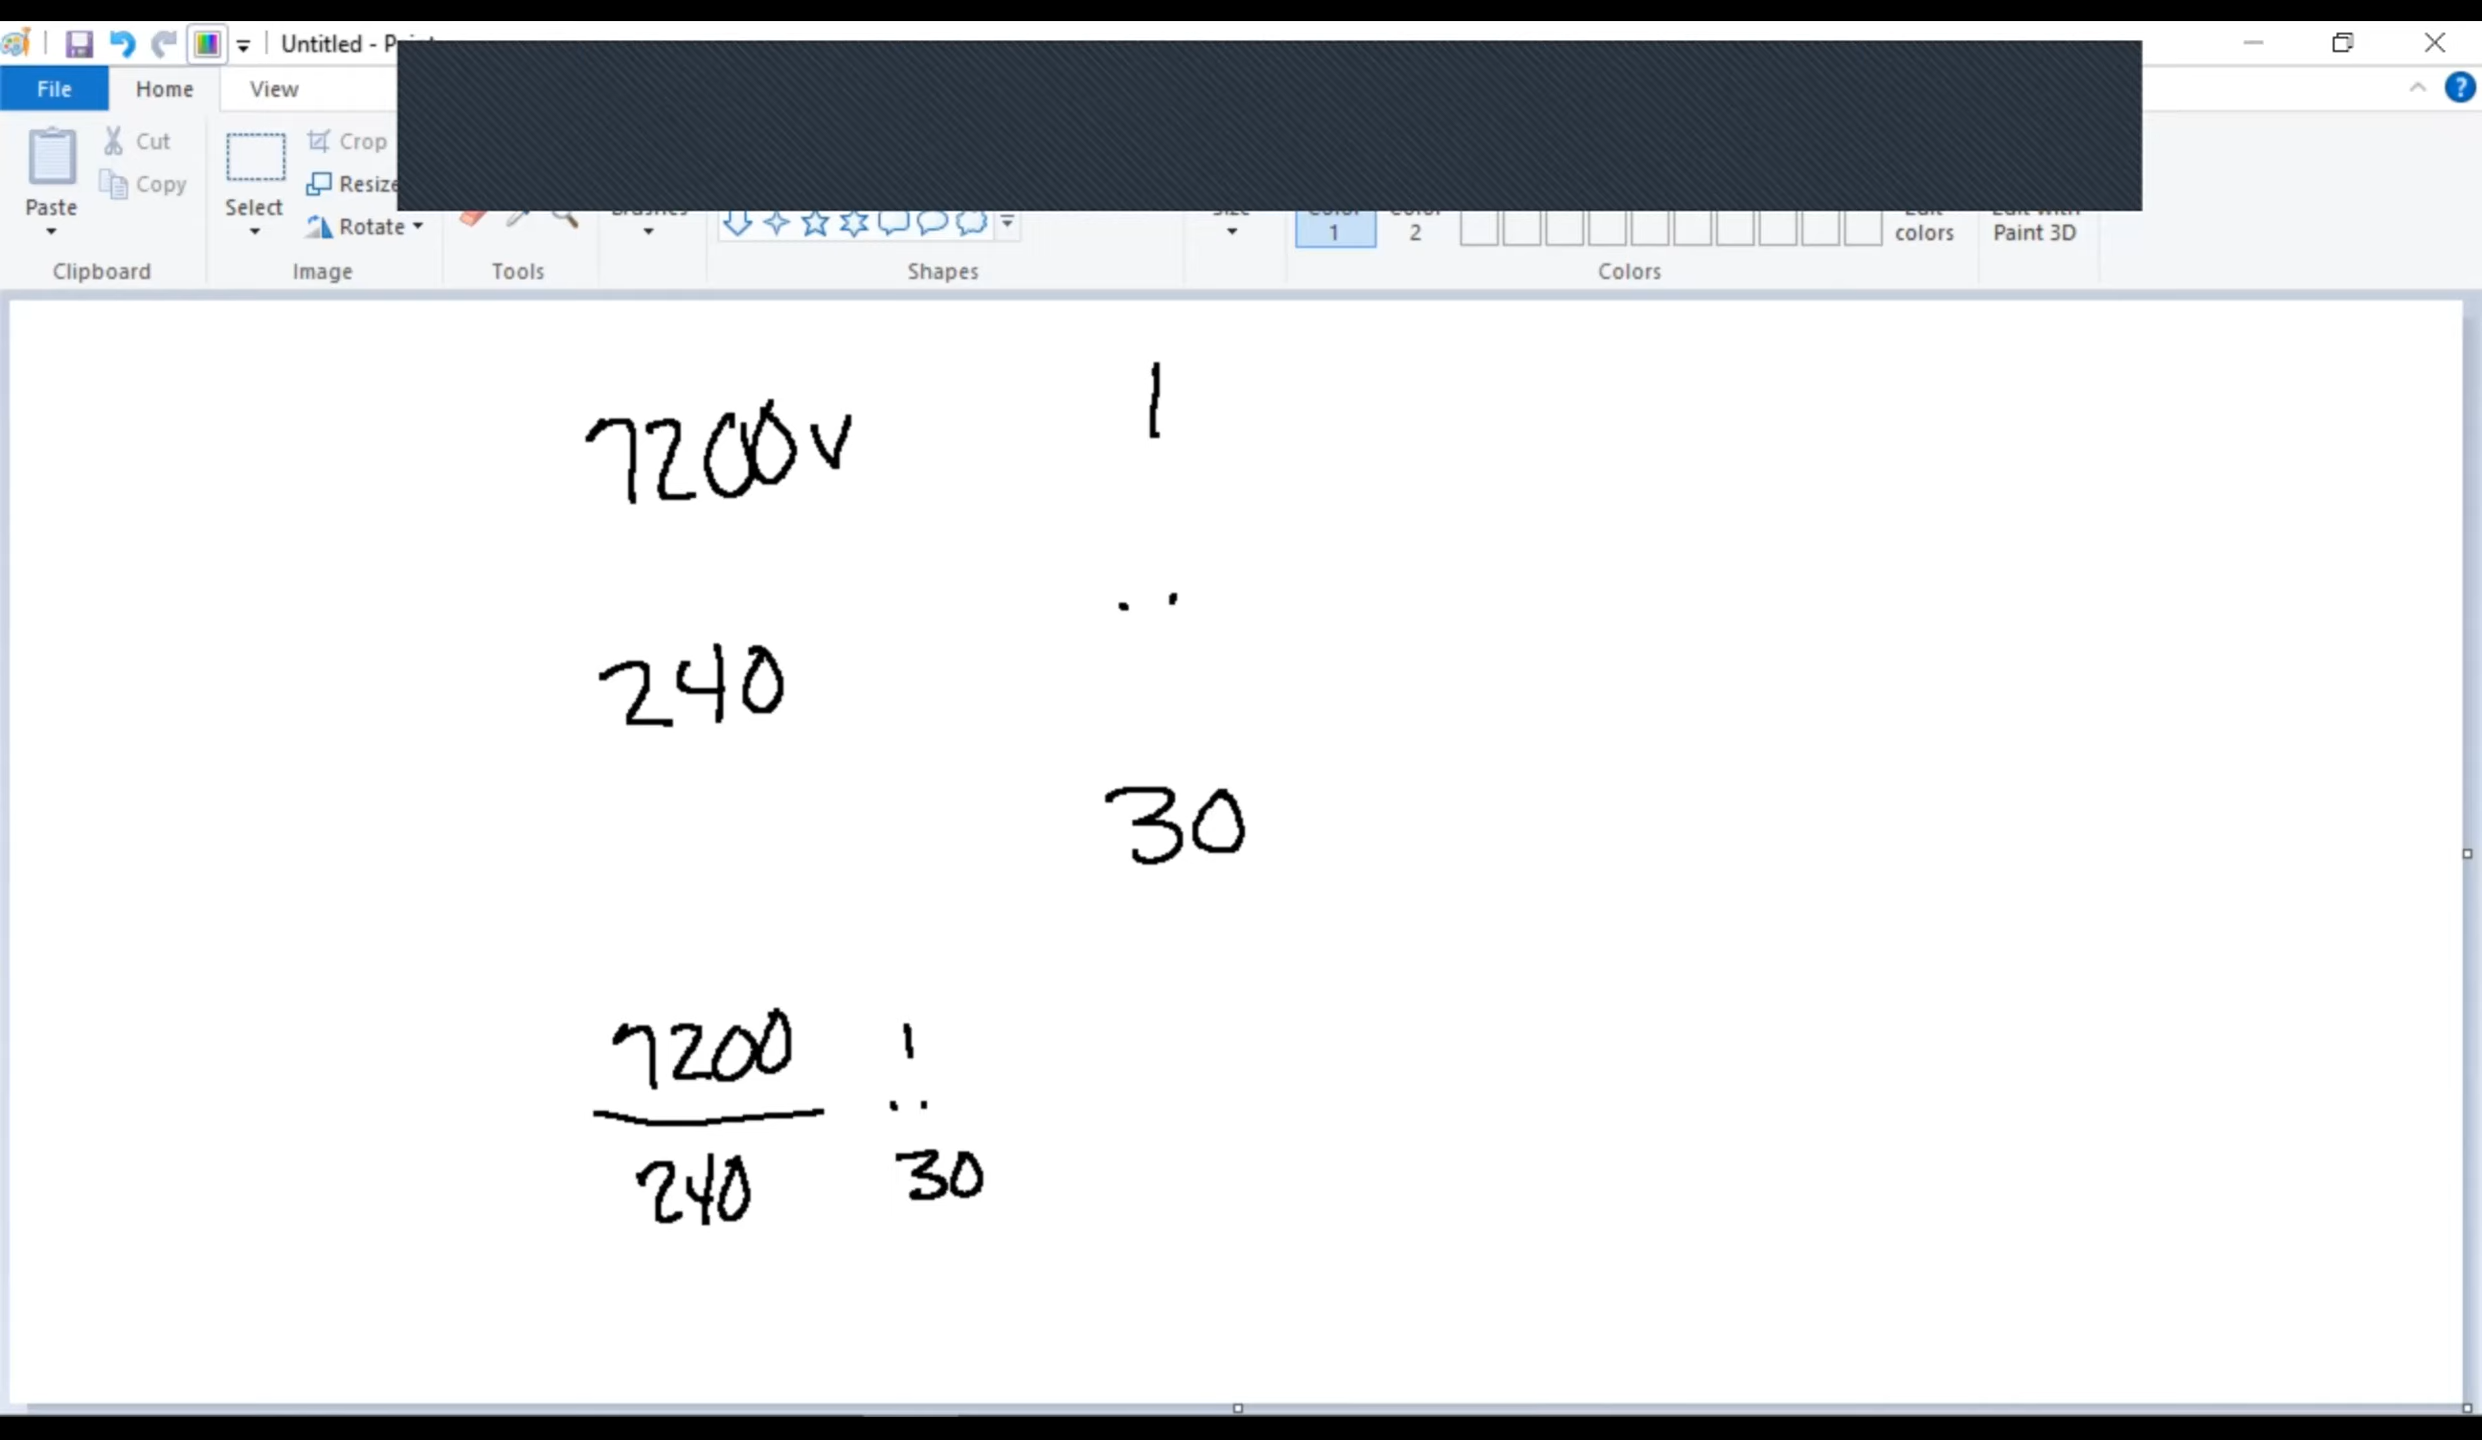 Untitled - P
File Home View
Cut
Copy
Paste
Select
Crop
Resize
Rotate
1
2
colors
Paint 3D
Clipboard Image Tools Shapes Colors
7200v 1
..
240
30
7200 1
..
240 30